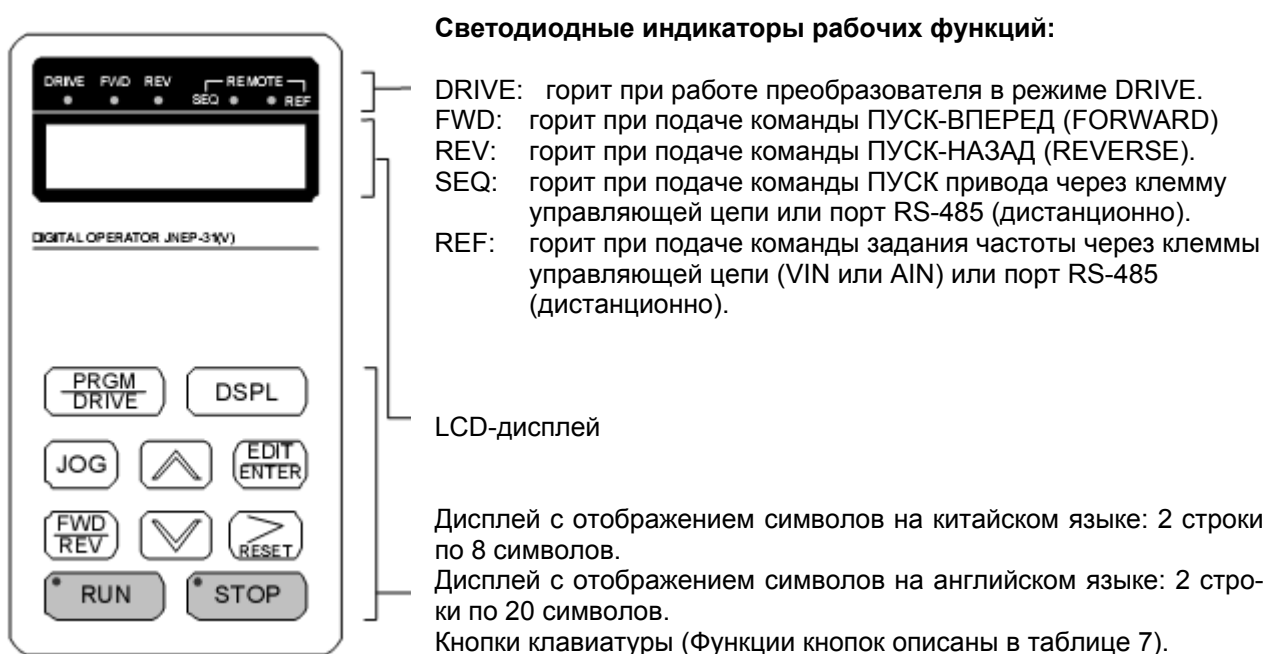 Светодиодные индикаторы рабочих функций:
DRIVE FWD REV REMOTE
SEQ REF
DIGITAL OPERATOR JNEP-31(V)
DRIVE: горит при работе преобразователя в режиме DRIVE.
FWD: горит при подаче команды ПУСК-ВПЕРЕД (FORWARD)
REV: горит при подаче команды ПУСК-НАЗАД (REVERSE).
SEQ: горит при подаче команды ПУСК привода через клемму
управляющей цепи или порт RS-485 (дистанционно).
REF: горит при подаче команды задания частоты через клеммы
управляющей цепи (VIN или AIN) или порт RS-485
(дистанционно).
PRGM
DRIVE
DSPL
LCD-дисплей
JOG
EDIT
ENTER
FWD
REV
RESET
RUN
STOP
Дисплей с отображением символов на китайском языке: 2 строки
по 8 символов.
Дисплей с отображением символов на английском языке: 2 стро-
ки по 20 символов.
Кнопки клавиатуры (Функции кнопок описаны в таблице 7).